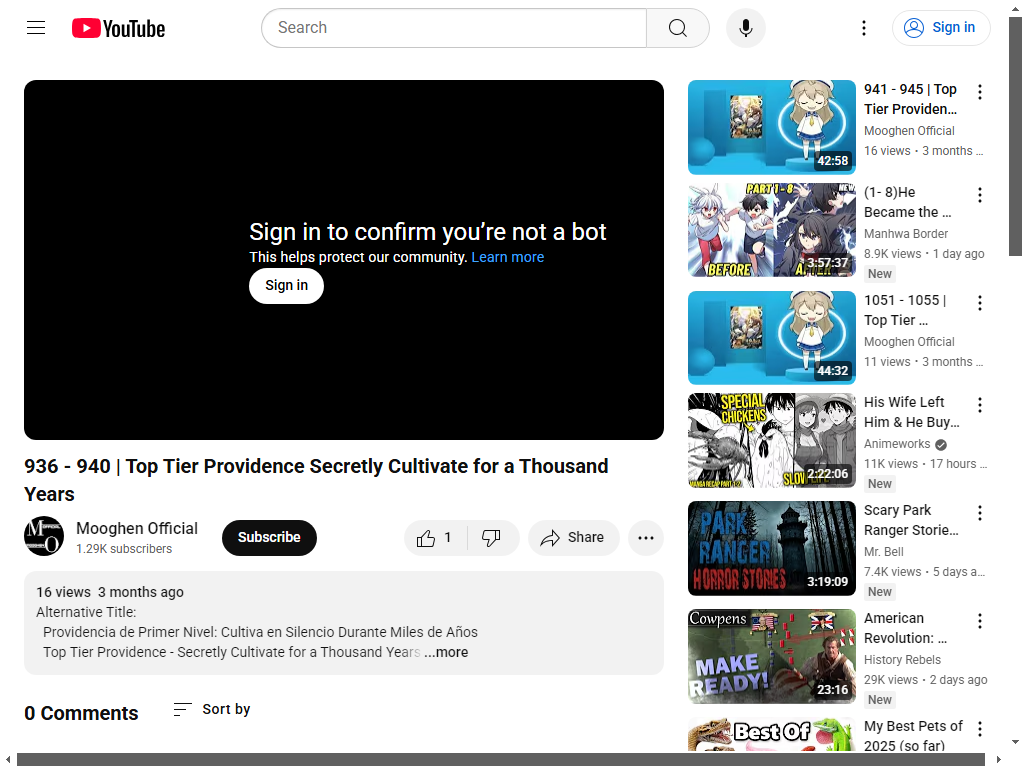 YouTube
Search
Sign in
Sign in to confirm you're not a bot
This helps protect our community. Learn more
Sign in
936 - 940 | Top Tier Providence Secretly Cultivate for a Thousand
Years
Mooghen Official
1.29K subscribers
Subscribe
1
Share
16 views 3 months ago
Alternative Title:
Providencia de Primer Nivel: Cultiva en Silencio Durante Miles de Años
Top Tier Providence - Secretly Cultivate for a Thousand Years ...more
0 Comments
Sort by
42:58
941 - 945 | Top
Tier Providen...
Mooghen Official
16 views • 3 months ...
PART 1 - 8
NEW
BEFORE
AFTER
3:57:37
(1- 8)He
Became the ...
Manhwa Border
8.9K views • 1 day ago
New
44:32
1051 - 1055 |
Top Tier ...
Mooghen Official
11 views • 3 months ...
SPECIAL
CHICKENS
SLOW LIFE
2:22:06
His Wife Left
Him & He Buy...
Animeworks
11K views • 17 hours ...
New
PARK
RANGER
HORROR STORIES
3:19:09
Scary Park
Ranger Storie...
Mr. Bell
7.4K views • 5 days a...
New
Cowpens
MAKE
READY!
23:16
American
Revolution: ...
History Rebels
29K views • 2 days ago
New
Best Of
My Best Pets of
2025 (so far)